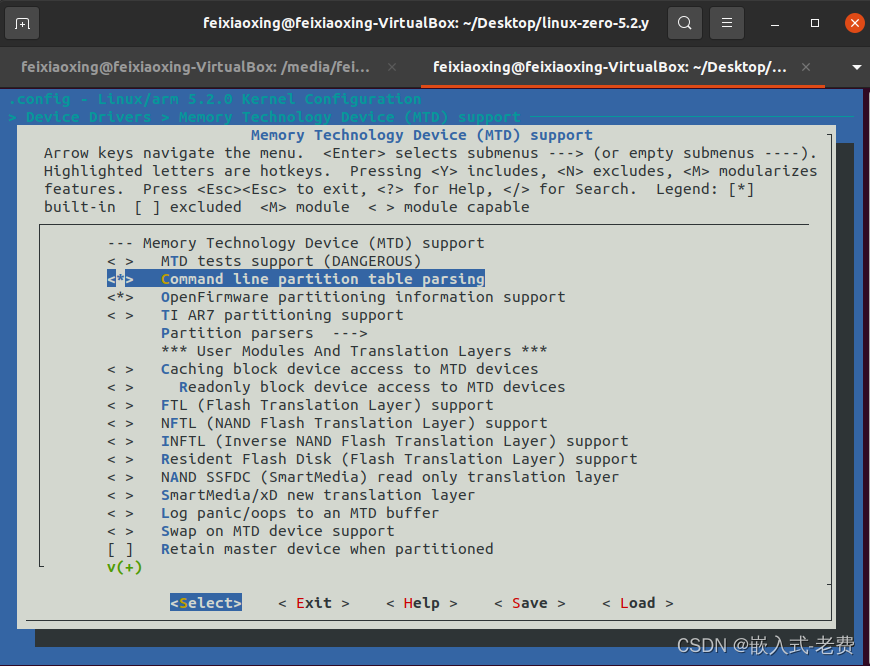 feixiaoxing@feixiaoxing-VirtualBox: ~/Desktop/linux-zero-5.2.y
feixiaoxing@feixiaoxing-VirtualBox: /media/fei...
feixiaoxing@feixiaoxing-VirtualBox: ~/Desktop/...
.config - Linux/arm 5.2.0 Kernel Configuration
> Device Drivers > Memory Technology Device (MTD) support
Memory Technology Device (MTD) support
Arrow keys navigate the menu.  <Enter> selects submenus ---> (or empty submenus ----).
Highlighted letters are hotkeys.  Pressing <Y> includes, <N> excludes, <M> modularizes
features.  Press <Esc><Esc> to exit, <?> for Help, </> for Search.  Legend: [*]
built-in  [ ] excluded  <M> module  < > module capable
--- Memory Technology Device (MTD) support
< >   MTD tests support (DANGEROUS)
<*>   Command line partition table parsing
<*>   OpenFirmware partitioning information support
< >   TI AR7 partitioning support
Partition parsers  --->
*** User Modules And Translation Layers ***
< >   Caching block device access to MTD devices
< >     Readonly block device access to MTD devices
< >   FTL (Flash Translation Layer) support
< >   NFTL (NAND Flash Translation Layer) support
< >   INFTL (Inverse NAND Flash Translation Layer) support
< >   Resident Flash Disk (Flash Translation Layer) support
< >   NAND SSFDC (SmartMedia) read only translation layer
< >   SmartMedia/xD new translation layer
< >   Log panic/oops to an MTD buffer
< >   Swap on MTD device support
[ ]   Retain master device when partitioned
v(+)
<Select>    < Exit >    < Help >    < Save >    < Load >
CSDN @嵌入式-老费